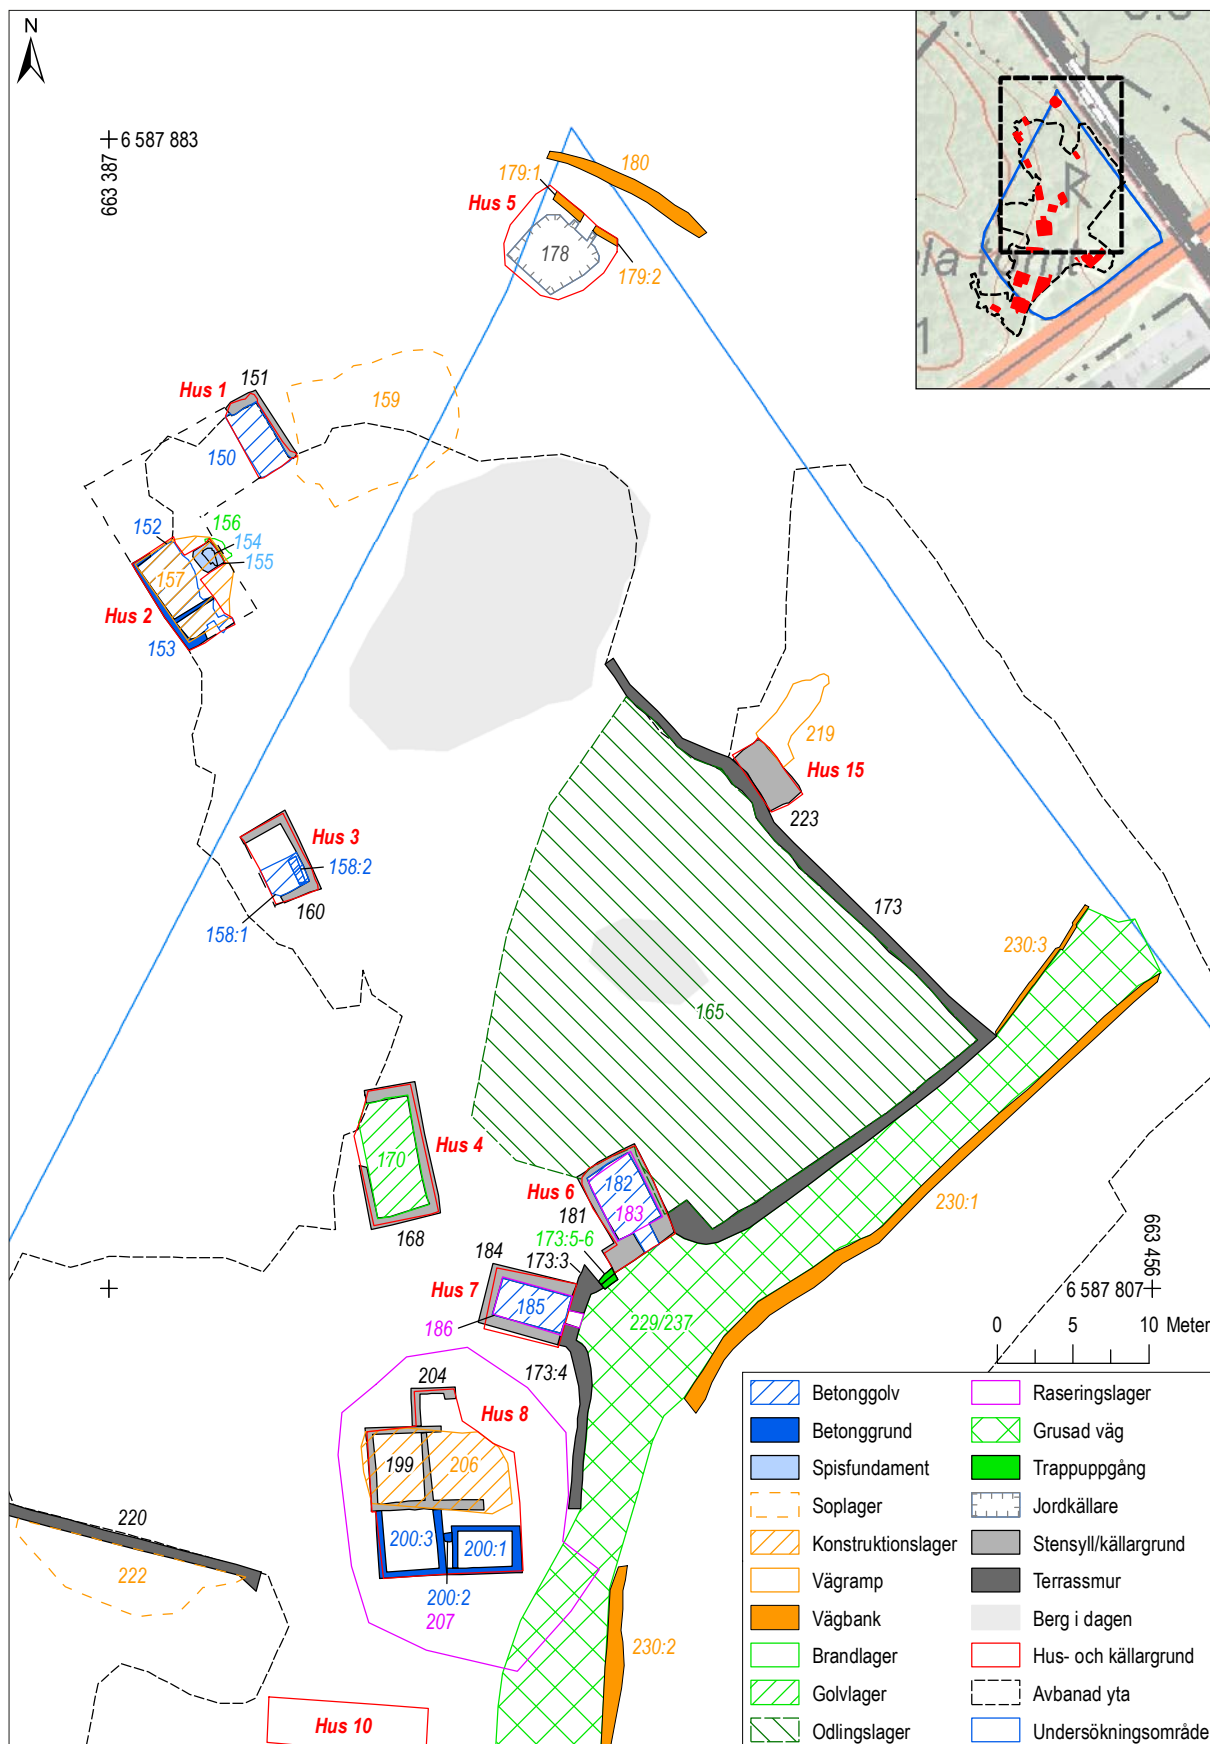 N
6 587 883
663 387
180
179:1
Hus 5
178
179:2
151
Hus 1
159
150
152
156
154
155
157
Hus 2
153
219
Hus 15
223
Hus 3
158:2
160
158:1
173
230:3
165
170
Hus 4
168
182
Hus 6
183
181
173:5-6
173:3
184
Hus 7
185
186
230:1
663 456
6 587 807
229/237
0 5 10 Meter
173:4
204
Hus 8
199
206
200:3
200:1
200:2
207
220
222
230:2
Hus 10
Betonggolv
Betonggrund
Spisfundament
Soplager
Konstruktionslager
Vägramp
Vägbank
Brandlager
Golvlager
Odlingslager
Raseringslager
Grusad väg
Trappuppgång
Jordkällare
Stensyll/källargrund
Terrassmur
Berg i dagen
Hus- och källargrund
Avbanad yta
Undersökningsområde
R